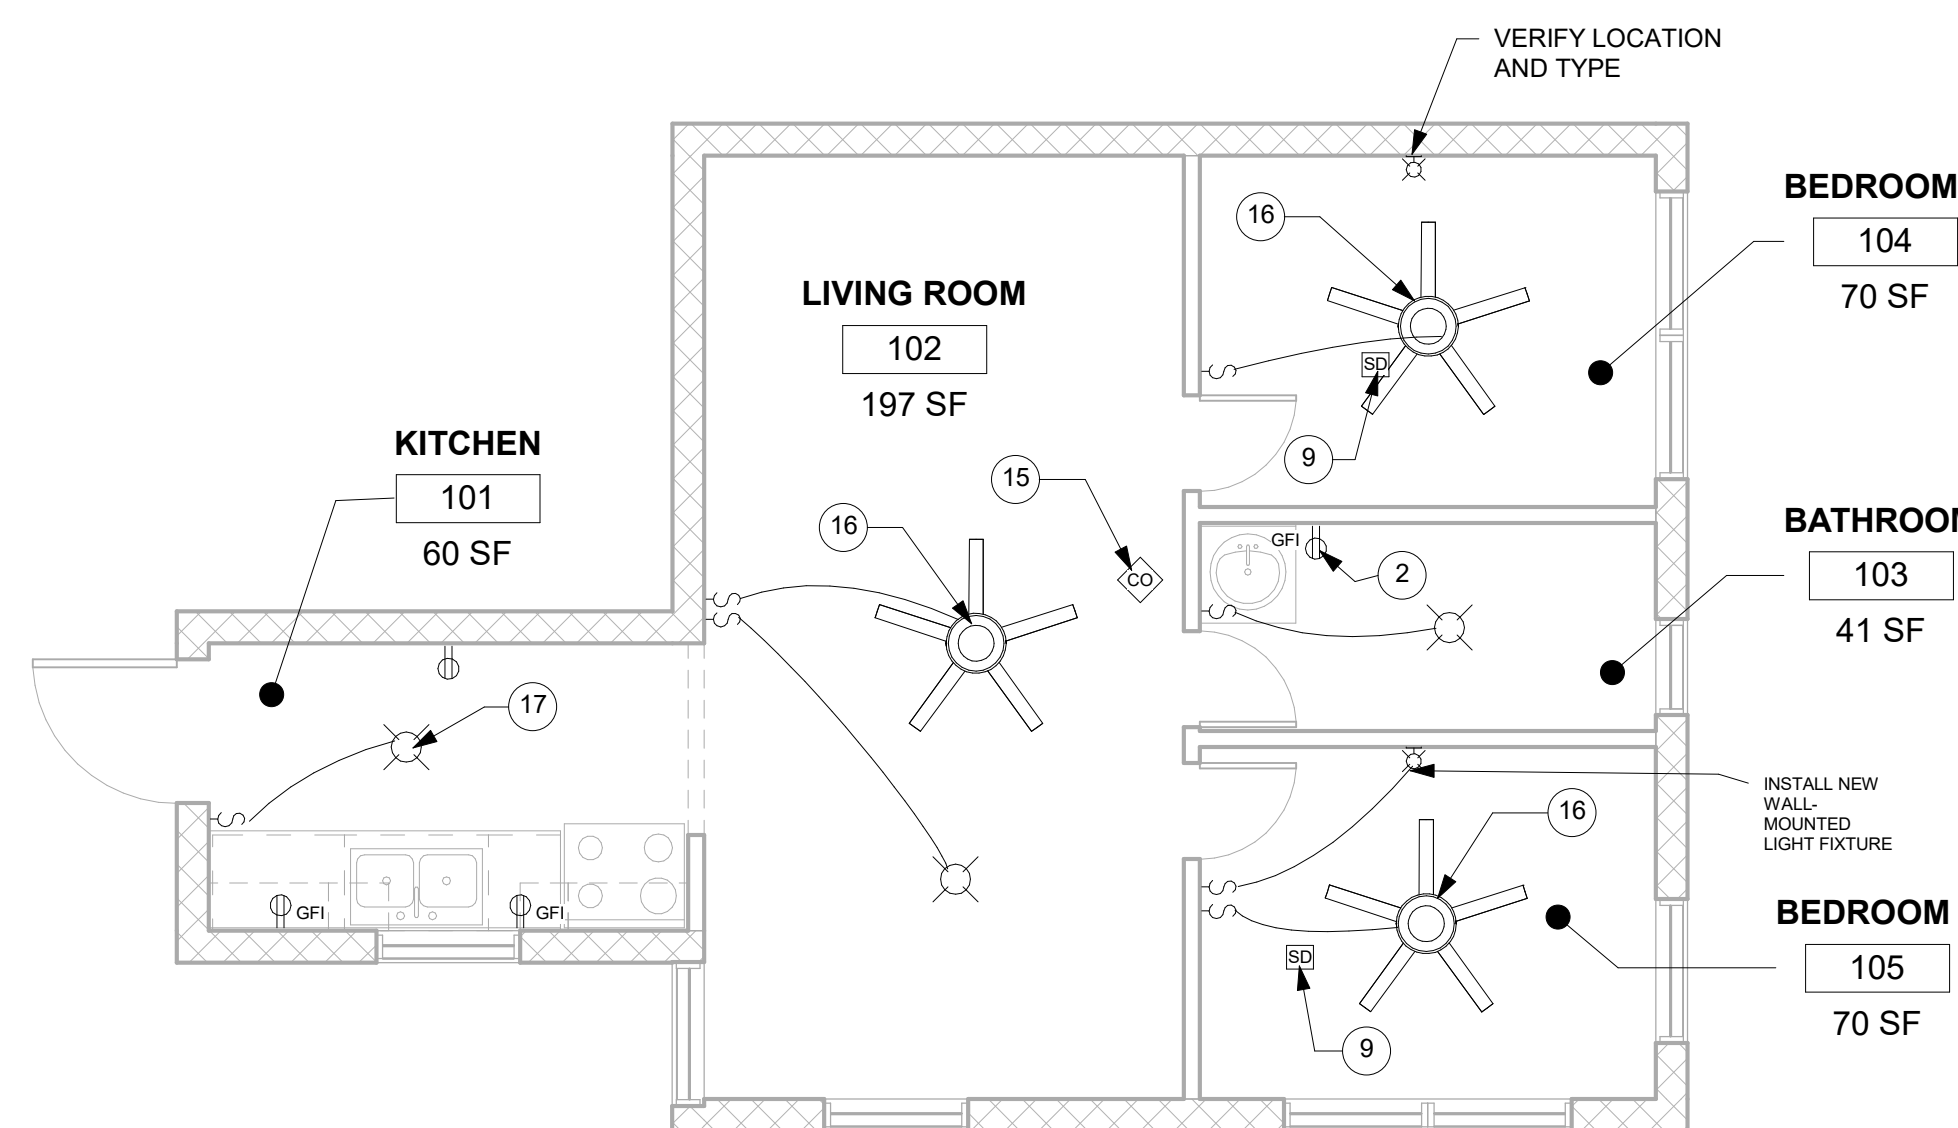 VERIFY LOCATION
AND TYPE
BEDROOM
104
70 SF
16
SD
9
LIVING ROOM
102
197 SF
KITCHEN
101
60 SF
15
CO
16
GFI
2
BATHROOM
103
41 SF
17
INSTALL NEW
WALL-
MOUNTED
LIGHT FIXTURE
16
GFI
GFI
BEDROOM
105
70 SF
SD
9